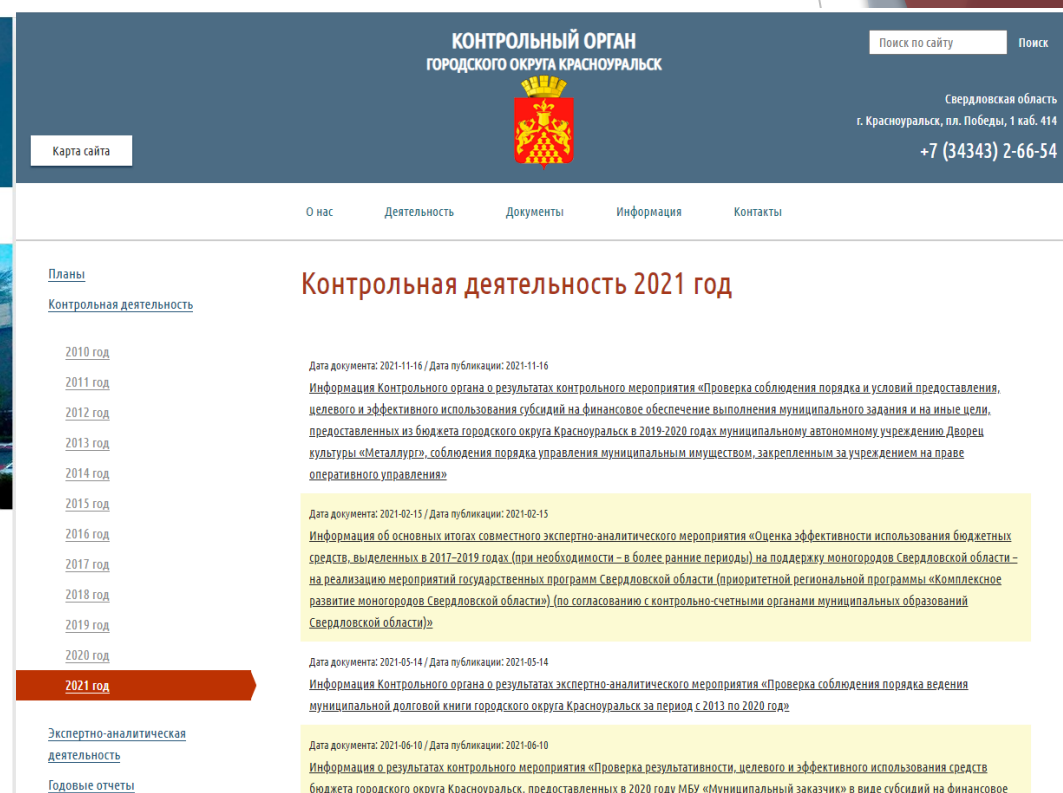 КОНТРОЛЬНЫЙ ОРГАН
ГОРОДСКОГО ОКРУГА КРАСНОУРАЛЬСК
Поиск по сайту
Поиск
Свердловская область
г. Красноуральск, пл. Победы, 1 каб. 414
+7 (34343) 2-66-54
Карта сайта
О нас
Деятельность
Документы
Информация
Контакты
Планы
Контрольная деятельность
2010 год
2011 год
2012 год
2013 год
2014 год
2015 год
2016 год
2017 год
2018 год
2019 год
2020 год
2021 год
Экспертно-аналитическая
деятельность
Годовые отчеты
Контрольная деятельность 2021 год
Дата документа: 2021-11-16 / Дата публикации: 2021-11-16
Информация Контрольного органа о результатах контрольного мероприятия «Проверка соблюдения порядка и условий предоставления,
целевого и эффективного использования субсидий на финансовое обеспечение выполнения муниципального задания и на иные цели,
предоставленных из бюджета городского округа Красноуральск в 2019-2020 годах муниципальному автономному учреждению Дворец
культуры «Металлург», соблюдения порядка управления муниципальным имуществом, закрепленным за учреждением на праве
оперативного управления»
Дата документа: 2021-02-15 / Дата публикации: 2021-02-15
Информация об основных итогах совместного экспертно-аналитического мероприятия «Оценка эффективности использования бюджетных
средств, выделенных в 2017–2019 годах (при необходимости – в более ранние периоды) на поддержку моногородов Свердловской области –
на реализацию мероприятий государственных программ Свердловской области (приоритетной региональной программы «Комплексное
развитие моногородов Свердловской области») (по согласованию с контрольно-счетными органами муниципальных образований
Свердловской области)»
Дата документа: 2021-05-14 / Дата публикации: 2021-05-14
Информация Контрольного органа о результатах экспертно-аналитического мероприятия «Проверка соблюдения порядка ведения
муниципальной долговой книги городского округа Красноуральск за период с 2013 по 2020 год»
Дата документа: 2021-06-10 / Дата публикации: 2021-06-10
Информация о результатах контрольного мероприятия «Проверка результативности, целевого и эффективного использования средств
бюджета городского округа Красноуральск, предоставленных в 2020 году МБУ «Муниципальный заказчик» в виде субсидий на финансовое